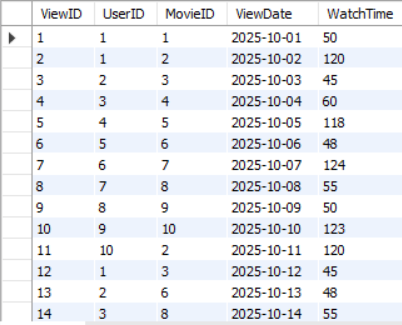 ViewID UserID MovieID ViewDate WatchTime
1 1 1 2025-10-01 50
2 1 2 2025-10-02 120
3 2 3 2025-10-03 45
4 3 4 2025-10-04 60
5 4 5 2025-10-05 118
6 5 6 2025-10-06 48
7 6 7 2025-10-07 124
8 7 8 2025-10-08 55
9 8 9 2025-10-09 50
10 9 10 2025-10-10 123
11 10 2 2025-10-11 120
12 1 3 2025-10-12 45
13 2 6 2025-10-13 48
14 3 8 2025-10-14 55